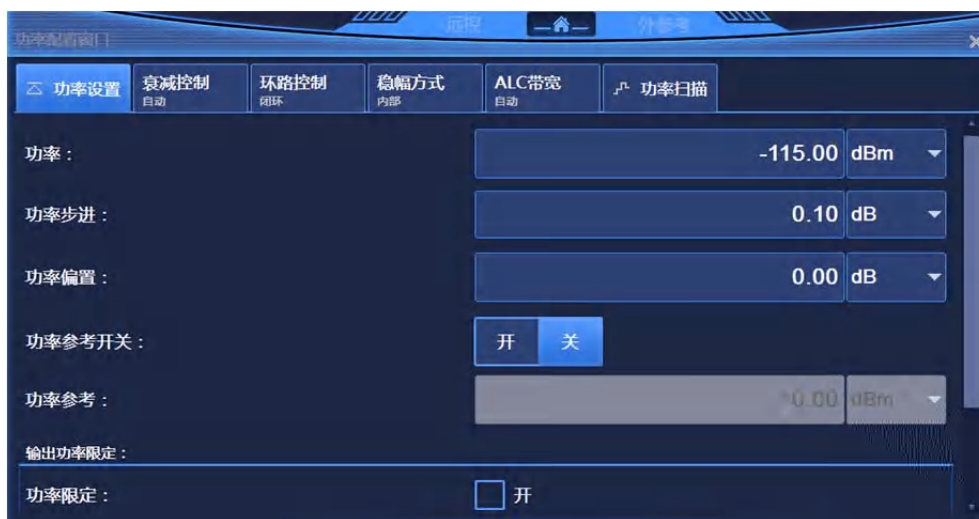 远控 外参考
功率配置窗口
功率设置 衰减控制 环路控制 稳幅方式 ALC带宽 功率扫描
自动 闭环 内部 自动
功率： -115.00 dBm
功率步进： 0.10 dB
功率偏置： 0.00 dB
功率参考开关： 开 关
功率参考： 0.00 dBm
输出功率限定：
功率限定： 开